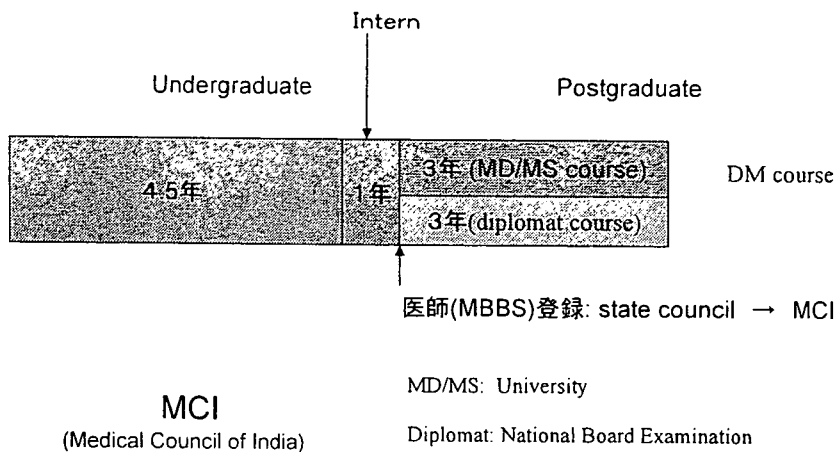 Intern
Undergraduate
Postgraduate
4.5年
1年
3年 (MD/MS course)
3年(diplomat course)
DM course
医師(MBBS)登録: state council → MCI
MCI
(Medical Council of India)
MD/MS: University
Diplomat: National Board Examination